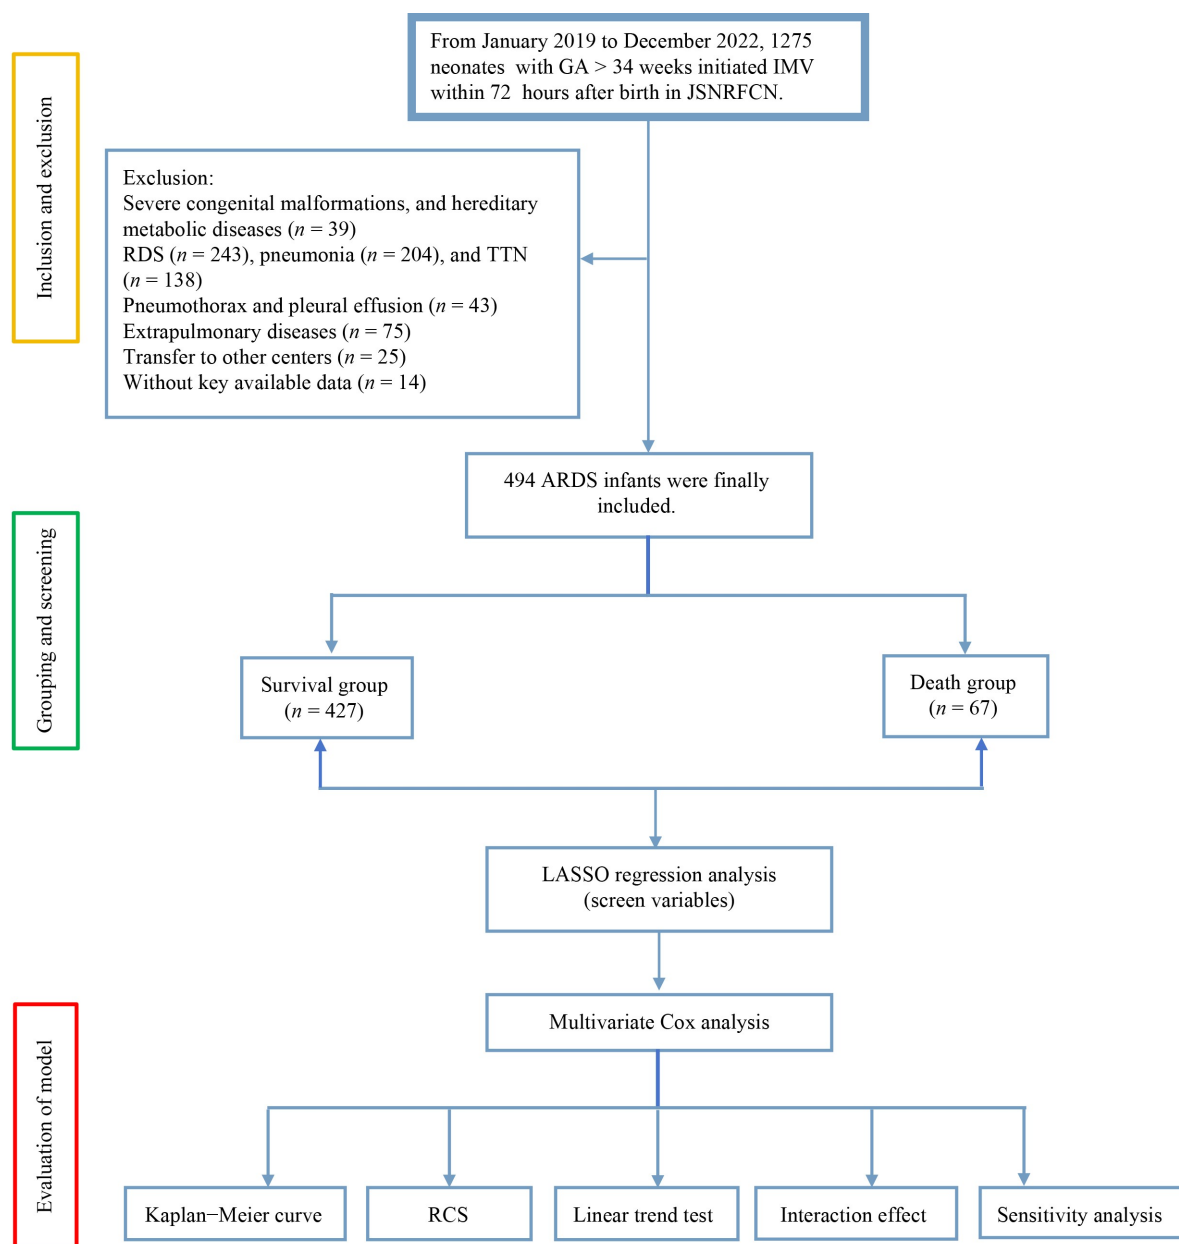 From January 2019 to December 2022, 1275
neonates with GA > 34 weeks initiated IMV
within 72 hours after birth in JSNRFCN.
Inclusion and exclusion
Exclusion:
Severe congenital malformations, and hereditary
metabolic diseases (n = 39)
RDS (n = 243), pneumonia (n = 204), and TTN
(n = 138)
Pneumothorax and pleural effusion (n = 43)
Extrapulmonary diseases (n = 75)
Transfer to other centers (n = 25)
Without key available data (n = 14)
494 ARDS infants were finally
included.
Grouping and screening
Survival group
(n = 427)
Death group
(n = 67)
LASSO regression analysis
(screen variables)
Evaluation of model
Multivariate Cox analysis
Kaplan−Meier curve
RCS
Linear trend test
Interaction effect
Sensitivity analysis